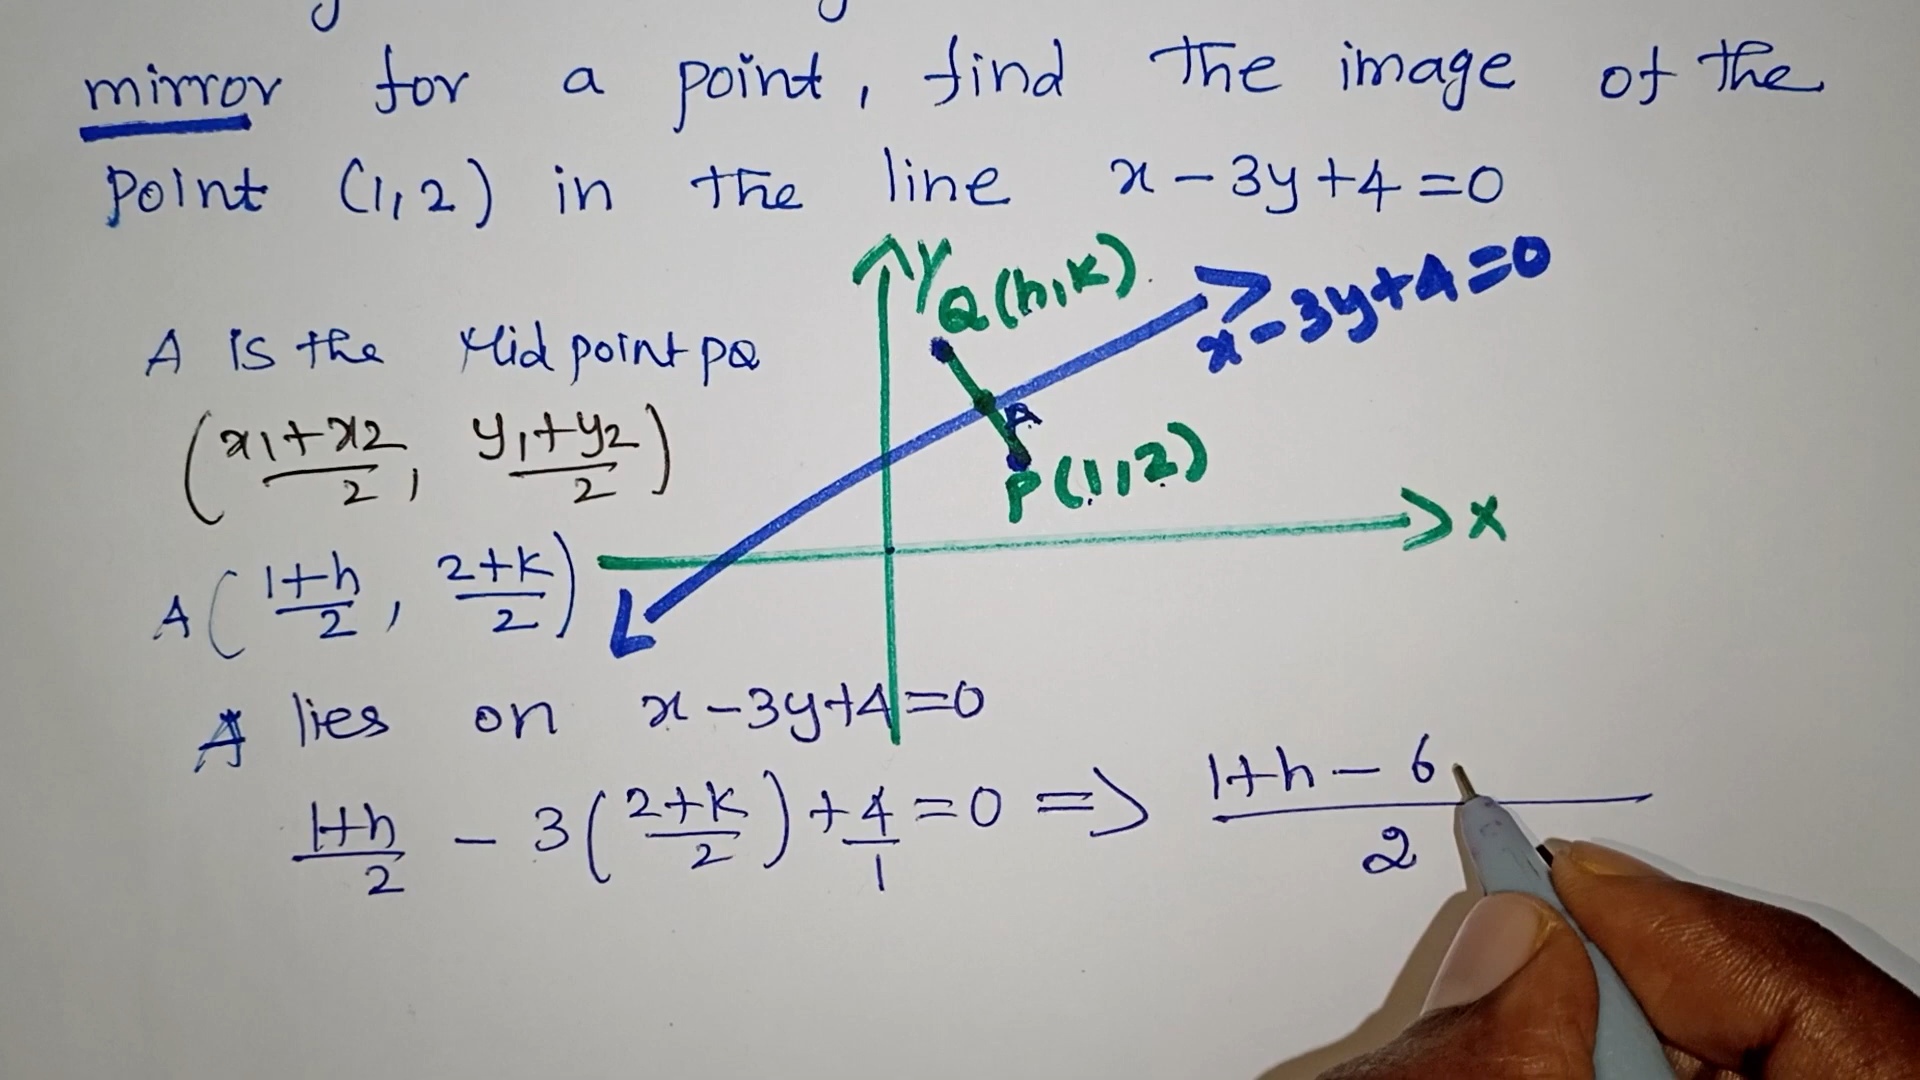 mirror for a point, find the image of the
point (1,2) in the line x-3y+4=0
Y
Q(h,k)
x-3y+4=0
A is the Midpoint PQ
(x1+x2/2, y1+y2/2)
A
P(1,2)
X
A(1+h/2, 2+k/2)
A lies on x-3y+4=0
1+h/2 - 3(2+k/2) + 4/1 = 0 => 1+h-6/2